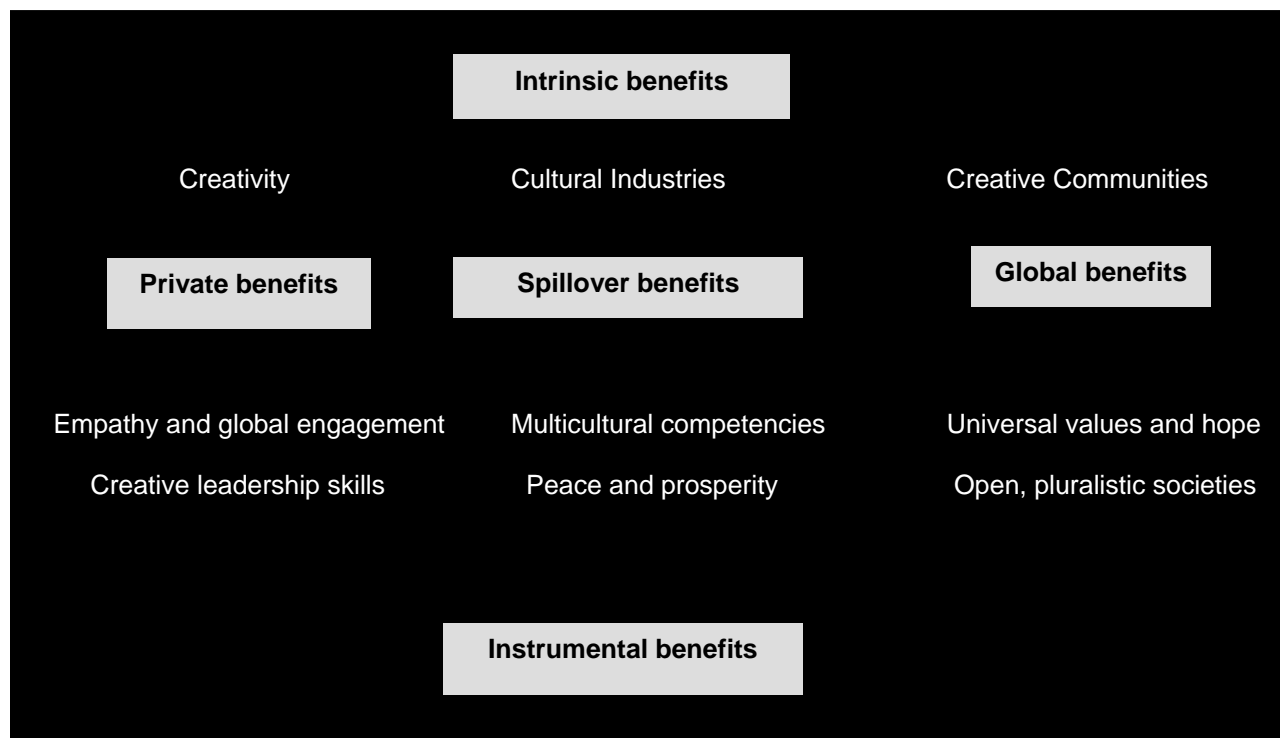 Intrinsic benefits
Creativity Cultural Industries Creative Communities
Private benefits Spillover benefits Global benefits
Empathy and global engagement Multicultural competencies Universal values and hope
Creative leadership skills Peace and prosperity Open, pluralistic societies
Instrumental benefits